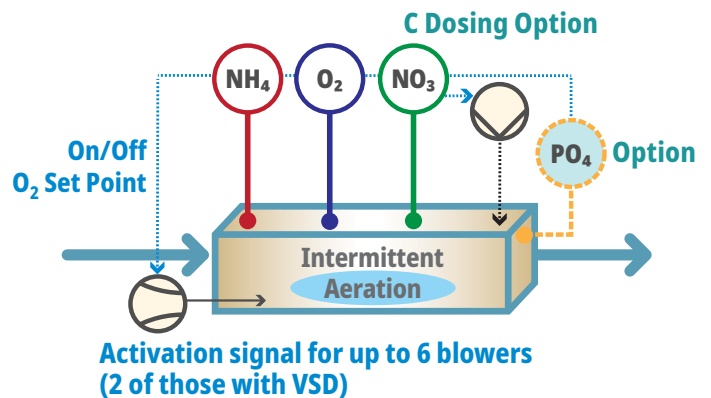 C Dosing Option
NH₄
O₂
NO₃
PO₄
Option
On/Off
O₂ Set Point
Intermittent
Aeration
Activation signal for up to 6 blowers
(2 of those with VSD)